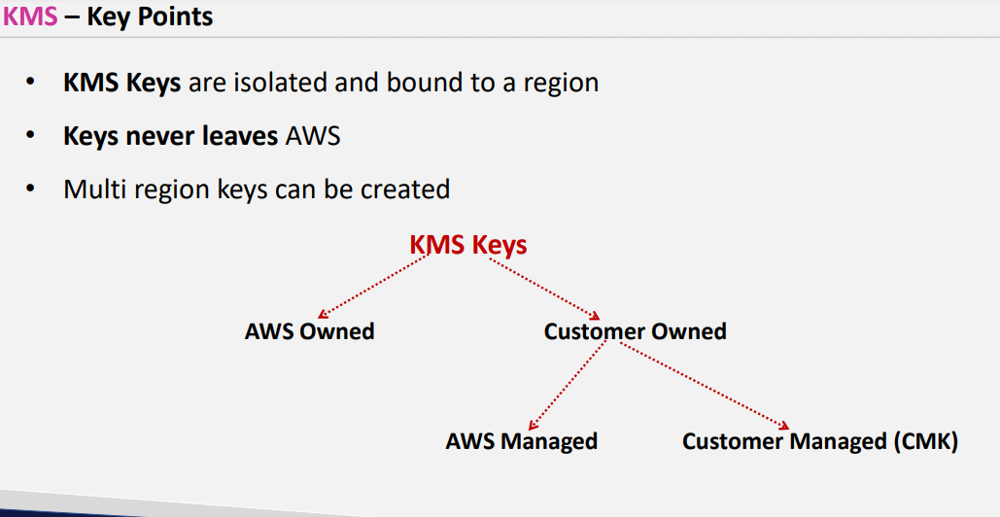 KMS – Key Points
• KMS Keys are isolated and bound to a region
• Keys never leaves AWS
• Multi region keys can be created
KMS Keys
AWS Owned
Customer Owned
AWS Managed
Customer Managed (CMK)